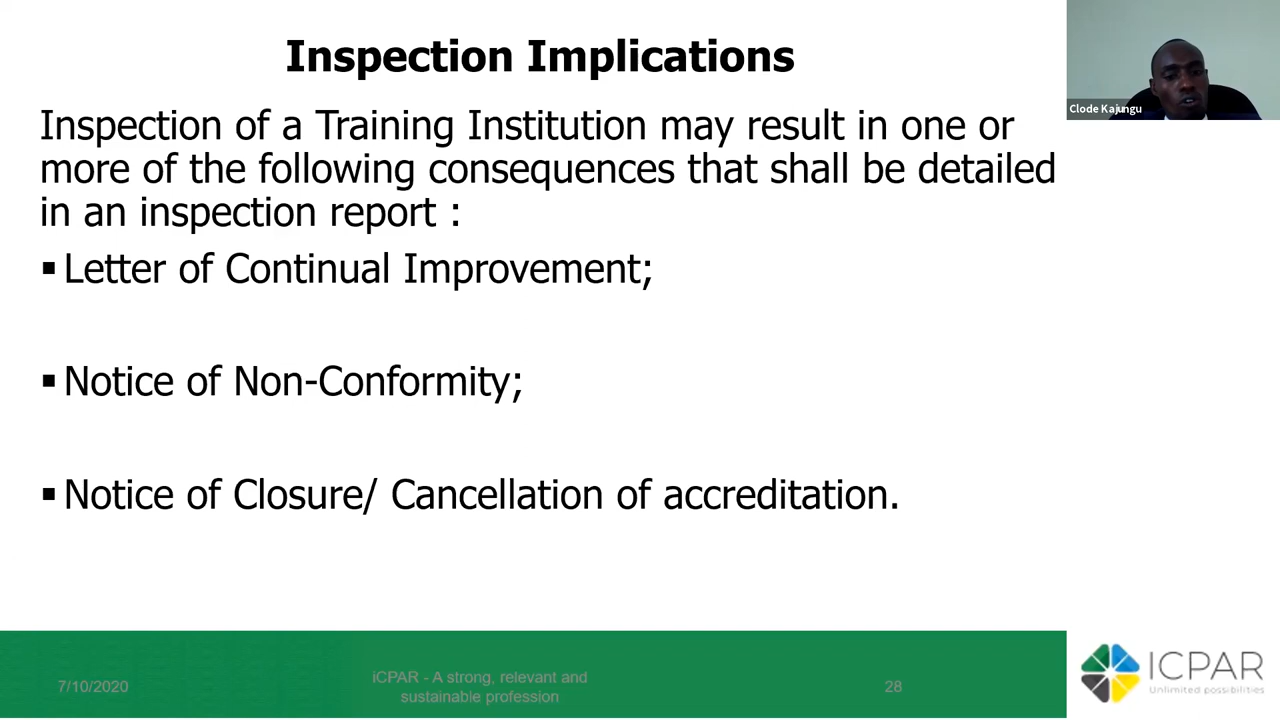 Inspection Implications
Clode Kajungu
Inspection of a Training Institution may result in one or
more of the following consequences that shall be detailed
in an inspection report :
▪Letter of Continual Improvement;
▪Notice of Non-Conformity;
▪Notice of Closure/ Cancellation of accreditation.
7/10/2020
iCPAR - A strong, relevant and
sustainable profession
28
ICPAR
Unlimited possibilities